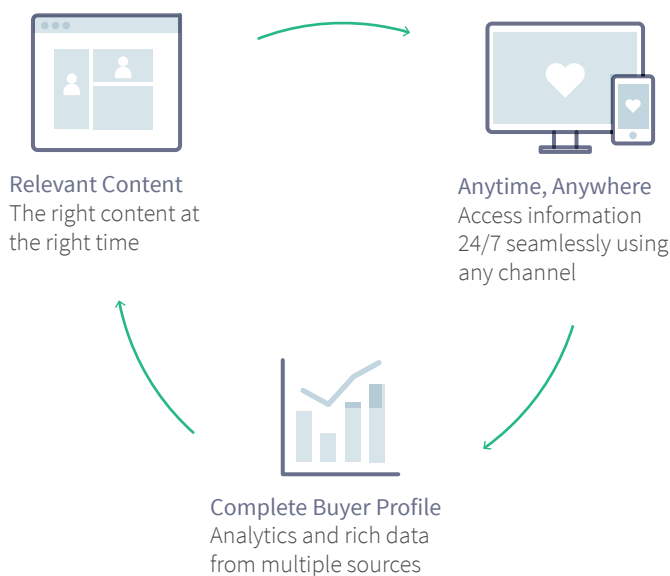 Relevant Content
The right content at
the right time
Anytime, Anywhere
Access information
24/7 seamlessly using
any channel
Complete Buyer Profile
Analytics and rich data
from multiple sources